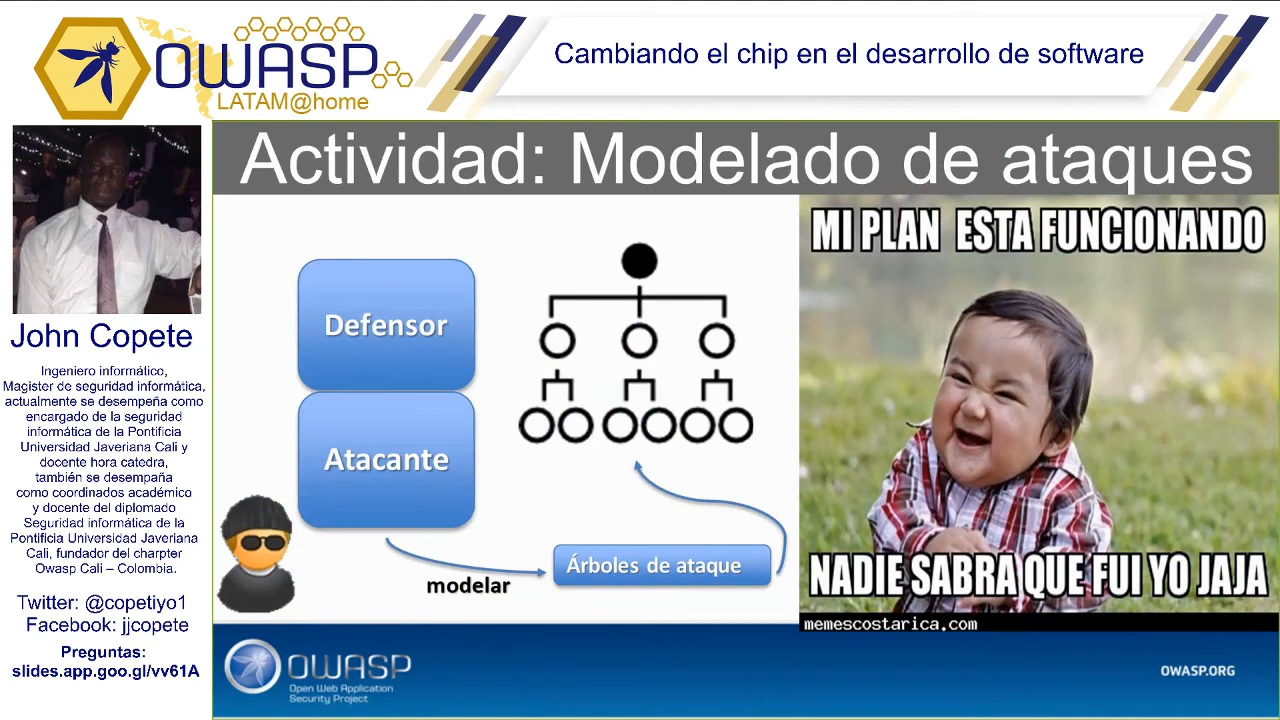 OWASP
LATAM@home
Cambiando el chip en el desarrollo de software
Actividad: Modelado de ataques
John Copete
Ingeniero informático,
Magister de seguridad informática,
actualmente se desempeña como
encargado de la seguridad
informática de la Pontificia
Universidad Javeriana Cali y
docente hora catedra,
también se desempaña
como coordinados académico
y docente del diplomado
Seguridad informática de la
Pontificia Universidad Javeriana
Cali, fundador del charpter
Owasp Cali – Colombia.
Twitter: @copetiyo1
Facebook: jjcopete
Preguntas:
slides.app.goo.gl/vv61A
Defensor
Atacante
modelar
Árboles de ataque
MI PLAN ESTA FUNCIONANDO
NADIE SABRA QUE FUI YO JAJA
memescostarica.com
OWASP
Open Web Application
Security Project
OWASP.ORG